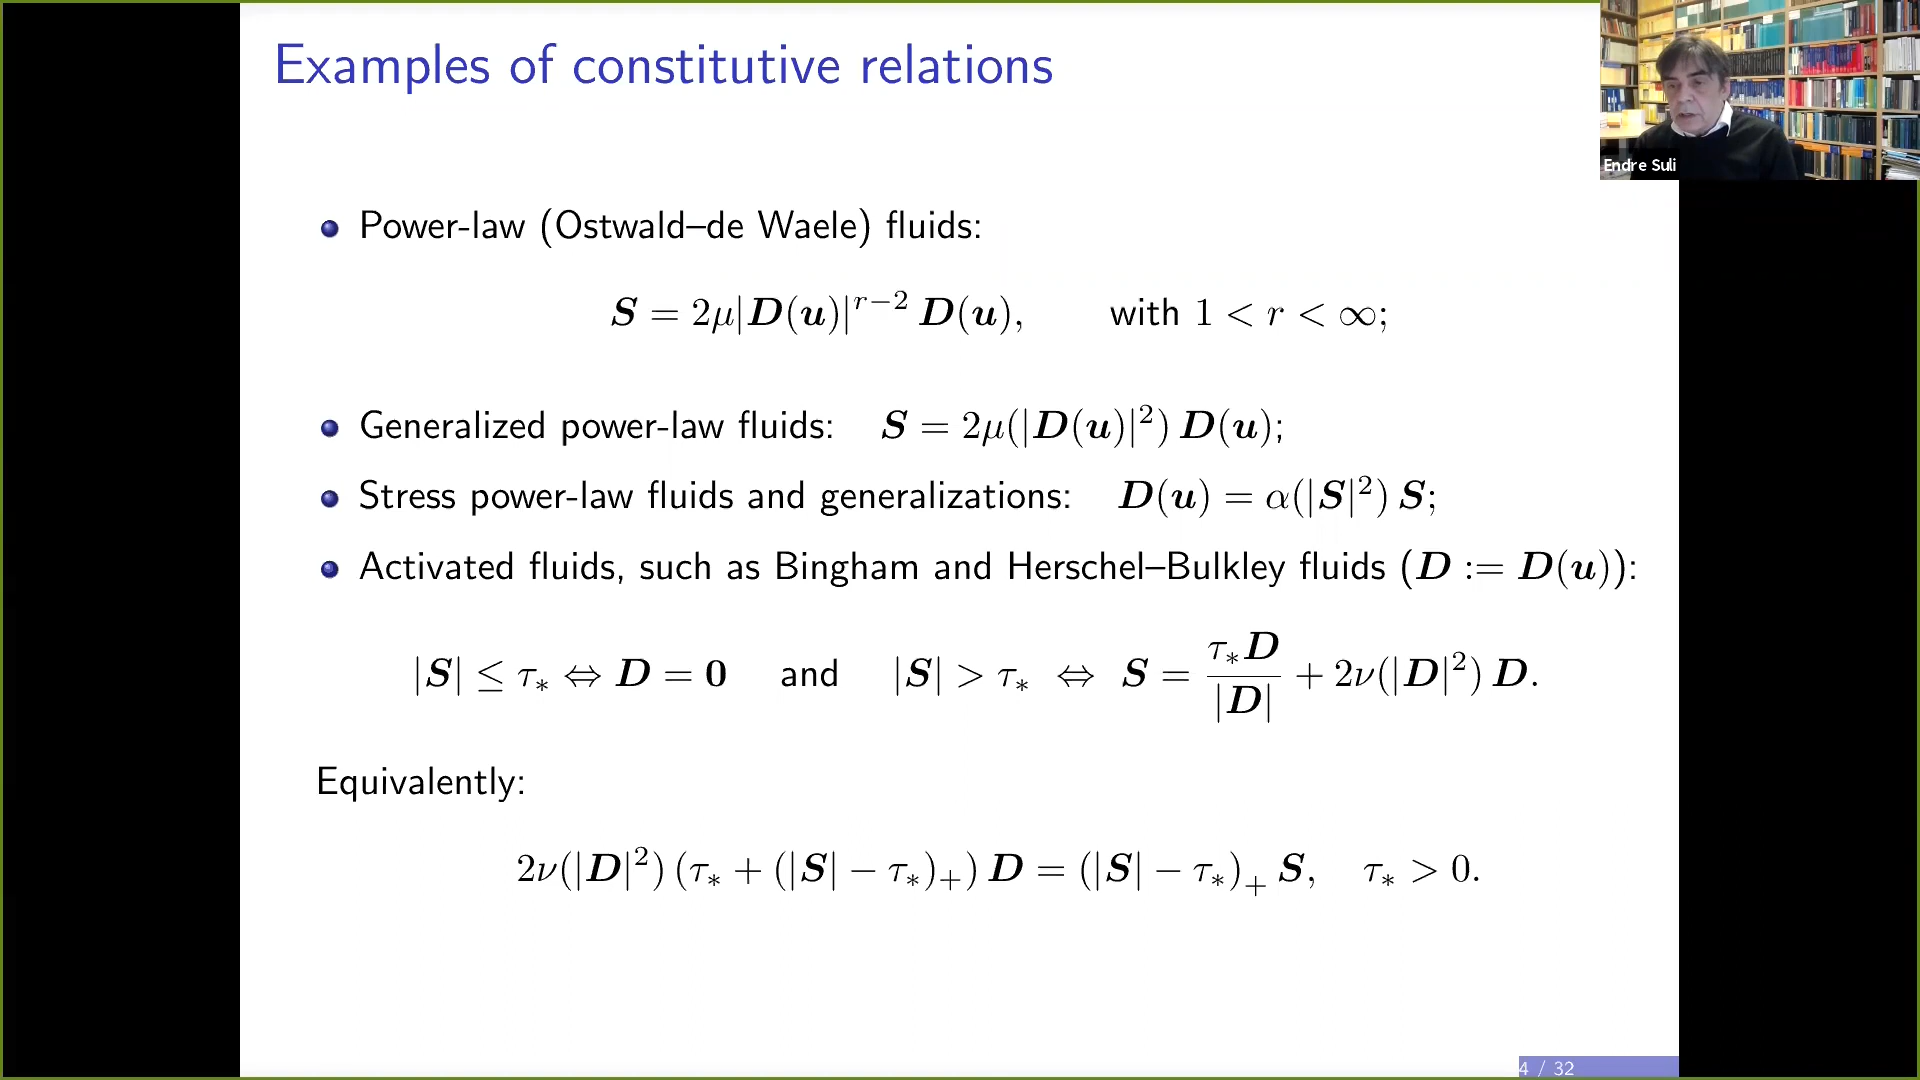 Examples of constitutive relations
Endre Suli
Power-law (Ostwald–de Waele) fluids:
S = 2μ|D(u)|^{r−2} D(u), with 1 < r < ∞;
Generalized power-law fluids: S = 2μ(|D(u)|²) D(u);
Stress power-law fluids and generalizations: D(u) = α(|S|²) S;
Activated fluids, such as Bingham and Herschel–Bulkley fluids (D := D(u)):
|S| ≤ τ_* ⇔ D = 0 and |S| > τ_* ⇔ S = τ_*D/|D| + 2ν(|D|²) D.
Equivalently:
2ν(|D|²) (τ_* + (|S| − τ_*)_+) D = (|S| − τ_*)_+ S, τ_* > 0.
4 / 32